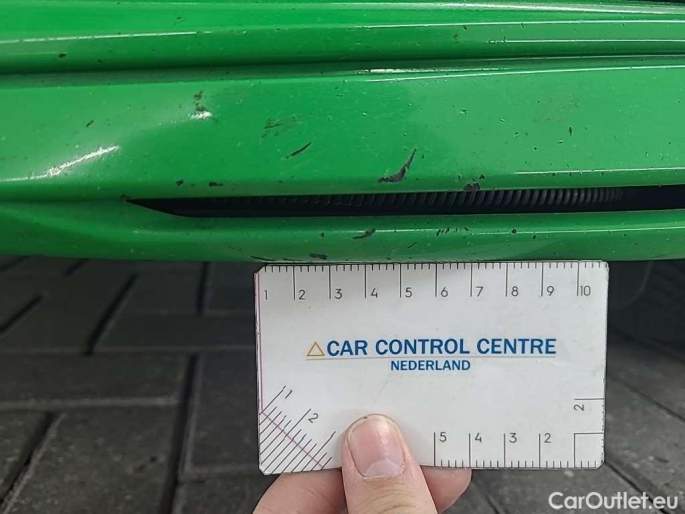 1 2 3 4 5 6 7 8 9 10
CAR CONTROL CENTRE
NEDERLAND
1
2
2
5 4 3 2
CarOutlet.eu